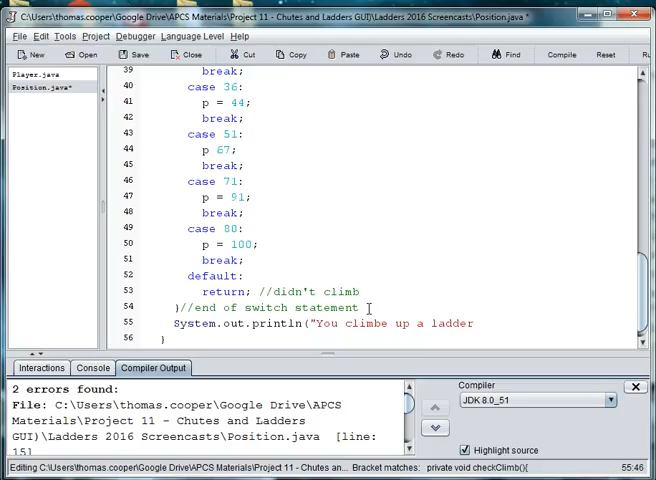 C:\Users\thomas.cooper\Google Drive\APCS Materials\Project 11 - Chutes and Ladders GUI)\Ladders 2016 Screencasts\Position.java *
File Edit Tools Project Debugger Language Level Help
New Open Save Close Cut Copy Paste Undo Redo Find Compile Reset Ru
Player.java
Position.java*
39 break;
40 case 36:
41 p = 44;
42 break;
43 case 51:
44 p 67;
45 break;
46 case 71:
47 p = 91;
48 break;
49 case 80:
50 p = 100;
51 break;
52 default:
53 return; //didn't climb
54 }//end of switch statement
55 System.out.println("You climbe up a ladder
56 }
Interactions Console Compiler Output
2 errors found:
File: C:\Users\thomas.cooper\Google Drive\APCS
Materials\Project 11 - Chutes and Ladders
GUI)\Ladders 2016 Screencasts\Position.java [line:
15]
Compiler
JDK 8.0_51
Highlight source
Editing C:\Users\thomas.cooper\Google Drive\APCS Materials\Project 11 - Chutes an... Bracket matches: private void checkClimb(){ 55:46